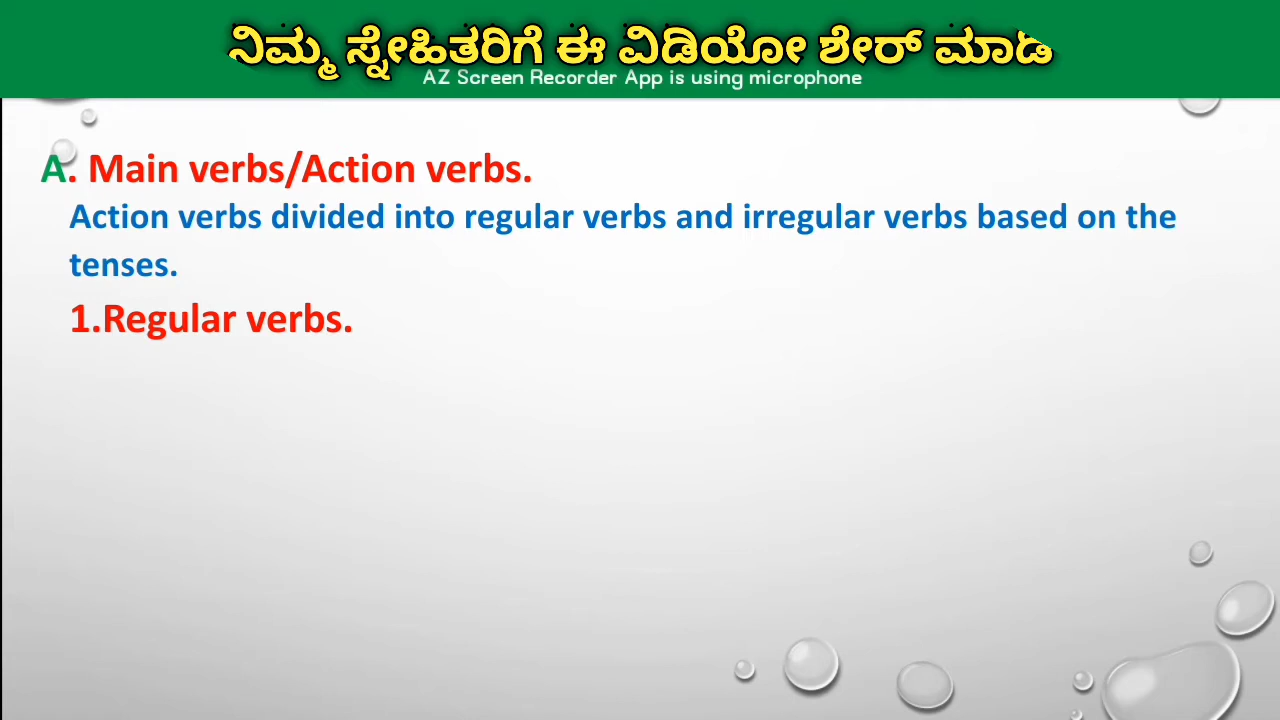 ನಿಮ್ಮ ಸ್ನೇಹಿತರಿಗೆ ಈ ವಿಡಿಯೋ ಶೇರ್ ಮಾಡಿ
AZ Screen Recorder App is using microphone
A. Main verbs/Action verbs.
Action verbs divided into regular verbs and irregular verbs based on the
tenses.
1.Regular verbs.